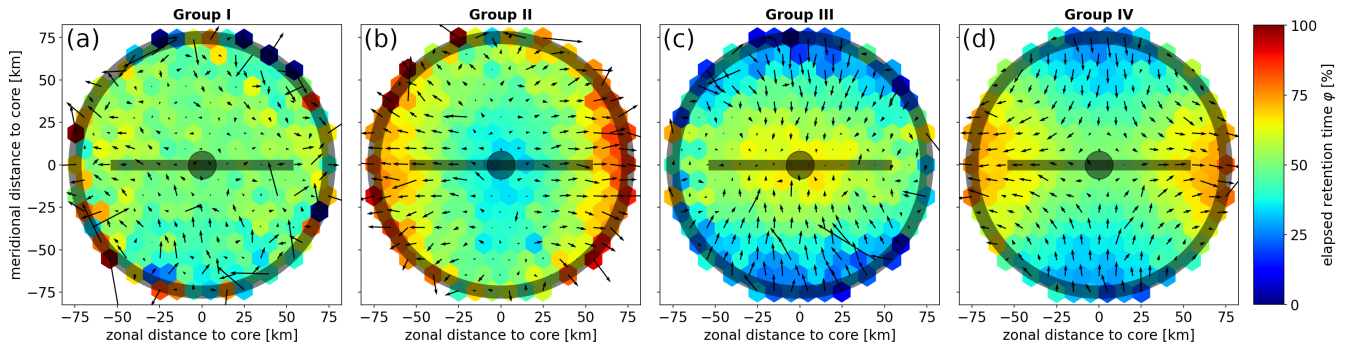 Group I
Group II
Group III
Group IV
(a)
(b)
(c)
(d)
meridional distance to core [km]
75
50
25
0
−25
−50
−75
−75 −50 −25 0 25 50 75
−75 −50 −25 0 25 50 75
−75 −50 −25 0 25 50 75
−75 −50 −25 0 25 50 75
zonal distance to core [km]
zonal distance to core [km]
zonal distance to core [km]
zonal distance to core [km]
100
75
50
25
0
elapsed retention time φ [%]